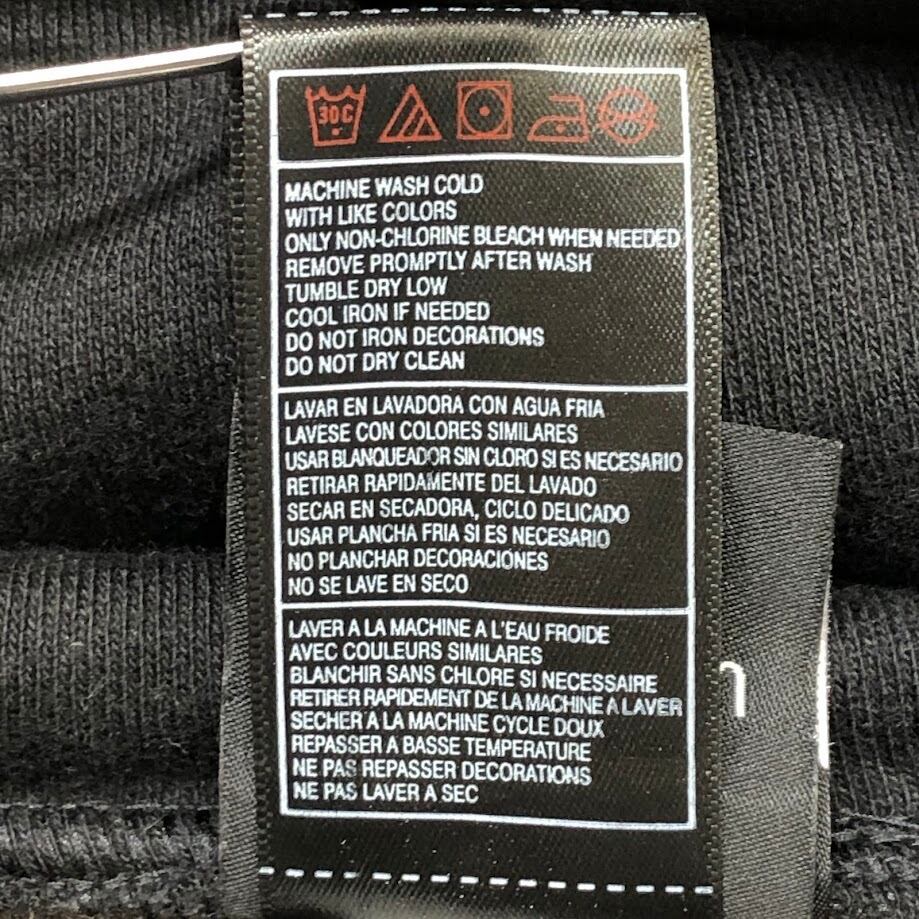 30C
MACHINE WASH COLD
WITH LIKE COLORS
ONLY NON-CHLORINE BLEACH WHEN NEEDED
REMOVE PROMPTLY AFTER WASH
TUMBLE DRY LOW
COOL IRON IF NEEDED
DO NOT IRON DECORATIONS
DO NOT DRY CLEAN
LAVAR EN LAVADORA CON AGUA FRIA
LAVESE CON COLORES SIMILARES
USAR BLANQUEADOR SIN CLORO SI ES NECESARIO
RETIRAR RAPIDAMENTE DEL LAVADO
SECAR EN SECADORA, CICLO DELICADO
USAR PLANCHA FRIA SI ES NECESARIO
NO PLANCHAR DECORACIONES
NO SE LAVE EN SECO
LAVER A LA MACHINE A L'EAU FROIDE
AVEC COULEURS SIMILARES
BLANCHIR SANS CHLORE SI NECESSAIRE
RETIRER RAPIDEMENT DE LA MACHINE A LAVER
SECHER A LA MACHINE CYCLE DOUX
REPASSER A BASSE TEMPERATURE
NE PAS REPASSER DECORATIONS
NE PAS LAVER A SEC